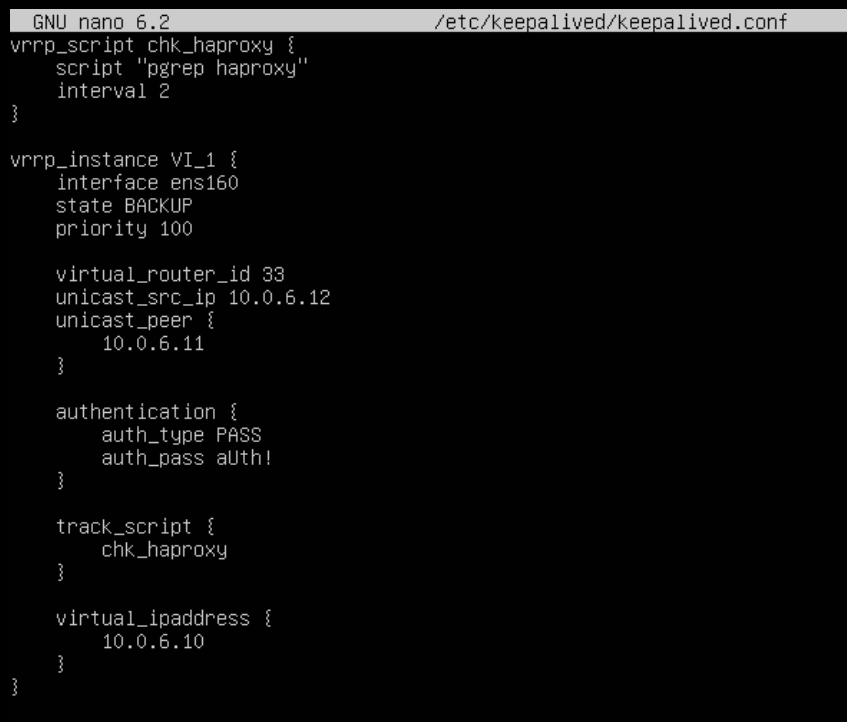 GNU nano 6.2 /etc/keepalived/keepalived.conf
vrrp_script chk_haproxy {
    script "pgrep haproxy"
    interval 2
}

vrrp_instance VI_1 {
    interface ens160
    state BACKUP
    priority 100

    virtual_router_id 33
    unicast_src_ip 10.0.6.12
    unicast_peer {
        10.0.6.11
    }

    authentication {
        auth_type PASS
        auth_pass aUth!
    }

    track_script {
        chk_haproxy
    }

    virtual_ipaddress {
        10.0.6.10
    }
}